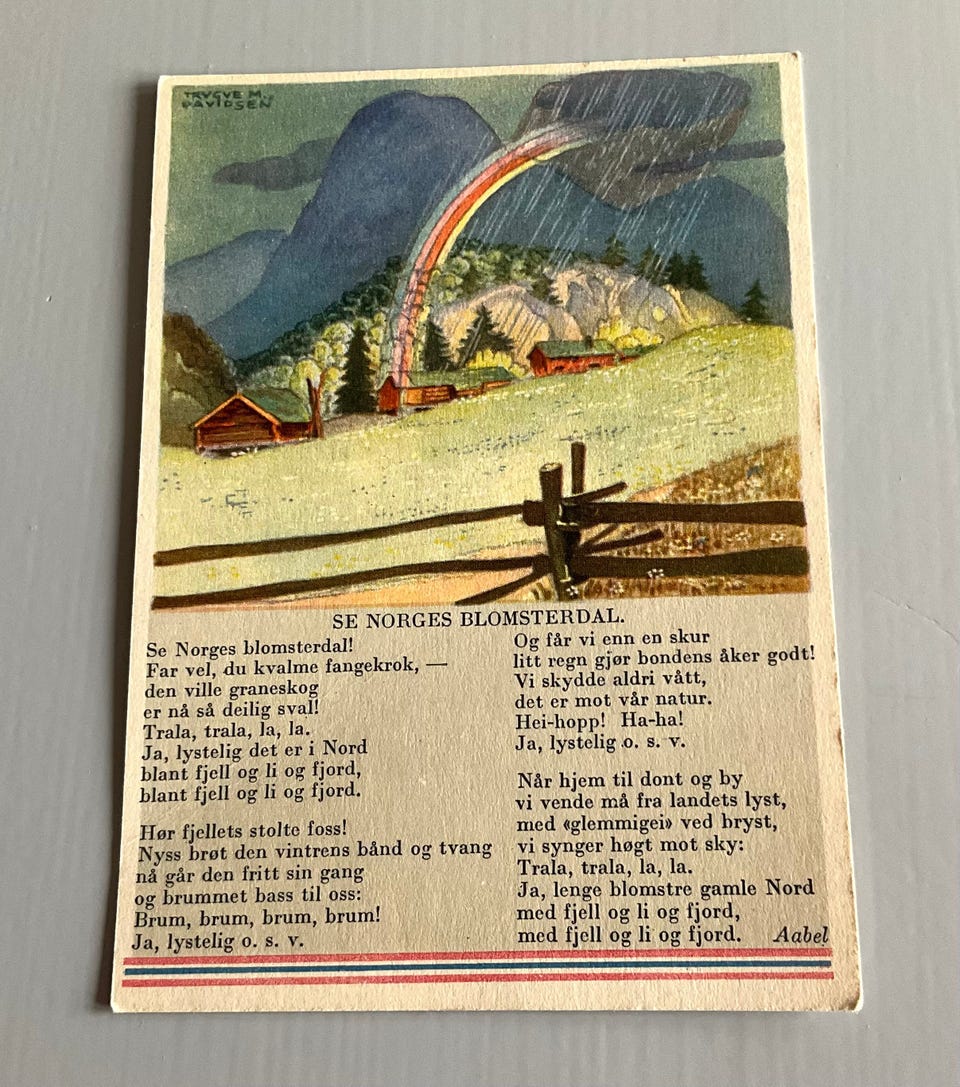 TRYGVE M.
DAVIDSEN
SE NORGES BLOMSTERDAL.
Se Norges blomsterdal!
Far vel, du kvalme fangekrok, —
den ville graneskog
er nå så deilig sval!
Trala, trala, la, la.
Ja, lystelig det er i Nord
blant fjell og li og fjord,
blant fjell og li og fjord.
Hør fjellets stolte foss!
Nyss brøt den vintrens bånd og tvang
nå går den fritt sin gang
og brummet bass til oss:
Brum, brum, brum, brum!
Ja, lystelig o. s. v.
Og får vi enn en skur
litt regn gjør bondens åker godt!
Vi skydde aldri vått,
det er mot vår natur.
Hei-hopp! Ha-ha!
Ja, lystelig o. s. v.
Når hjem til dont og by
vi vende må fra landets lyst,
med «glemmigei» ved bryst,
vi synger høgt mot sky:
Trala, trala, la, la.
Ja, lenge blomstre gamle Nord
med fjell og li og fjord,
med fjell og li og fjord. Aabel